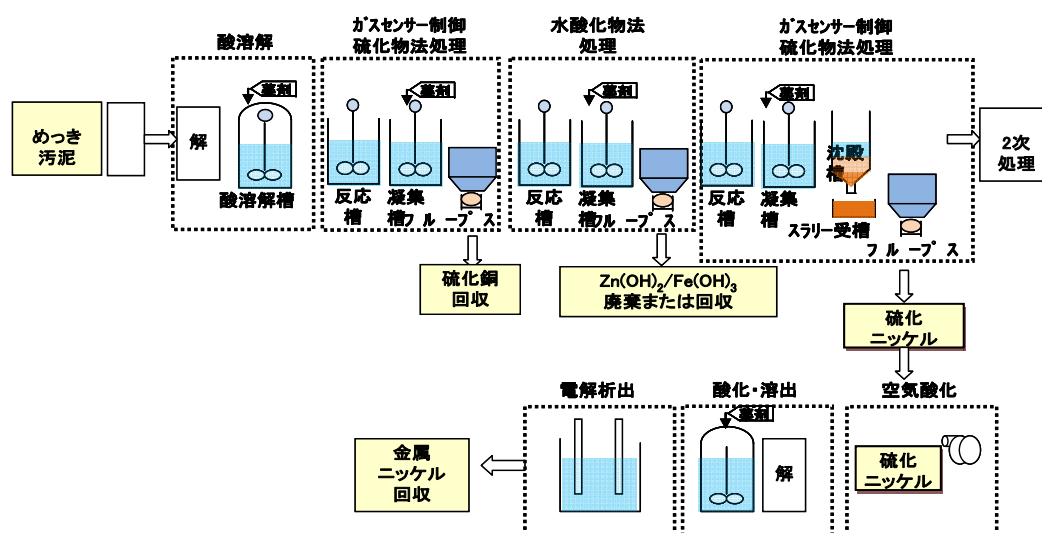 酸溶解
ガスセンサー制御
硫化物法処理
水酸化物法
処理
ガスセンサー制御
硫化物法処理
めっき
汚泥
解
薬剤
酸溶解槽
薬剤
反応
槽
凝集
槽
フループス
薬剤
反応
槽
凝集
槽
フループス
薬剤
反応
槽
凝集
槽
沈殿
槽
スラリー受槽
フループス
2次
処理
硫化銅
回収
Zn(OH)2/Fe(OH)3
廃棄または回収
硫化
ニッケル
電解析出
酸化・溶出
空気酸化
金属
ニッケル
回収
薬剤
解
硫化
ニッケル